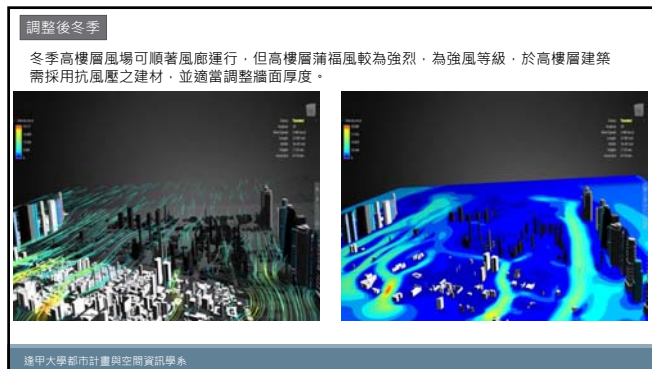 調整後冬季
冬季高樓層風場可順著風廊運行，但高樓層蒲福風較為強烈，為強風等級，於高樓層建築
需採用抗風壓之建材，並適當調整牆面厚度。
逢甲大學都市計畫與空間資訊學系